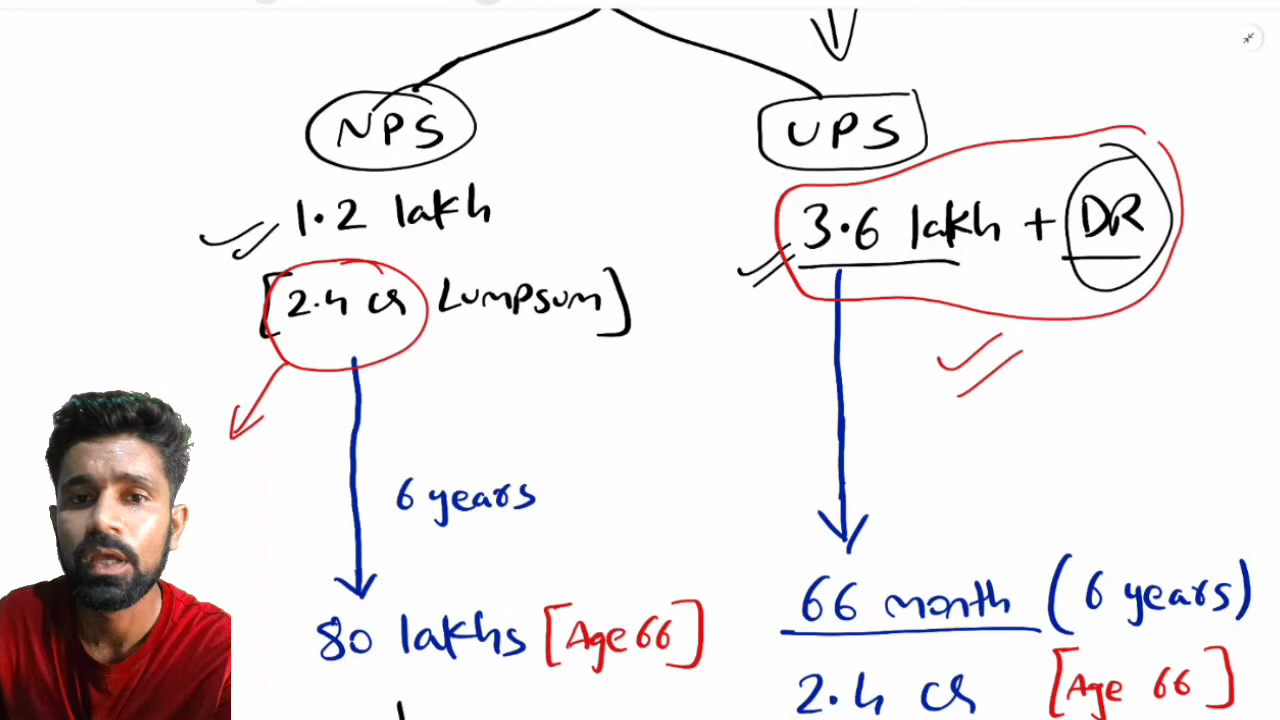 NPS
1.2 lakh
[2.4 cr Lumpsum]
6 years
80 lakhs [Age 66]
UPS
3.6 lakh + DR
66 month (6 years)
2.4 cr [Age 66]